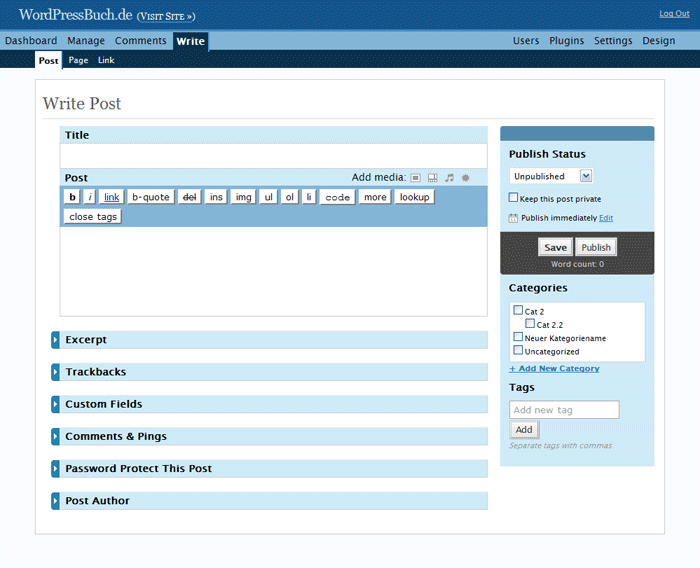 WordPressBuch.de (Visit Site »)
Log Out
Dashboard Manage Comments Write
Users Plugins Settings Design
Post Page Link
Write Post
Title
Post
Add media:
b i link b-quote del ins img ul ol li code more lookup
close tags
Excerpt
Trackbacks
Custom Fields
Comments & Pings
Password Protect This Post
Post Author
Publish Status
Unpublished
Keep this post private
Publish immediately Edit
Save Publish
Word count: 0
Categories
Cat 2
Cat 2.2
Neuer Kategoriename
Uncategorized
+ Add New Category
Tags
Add new tag
Add
Separate tags with commas